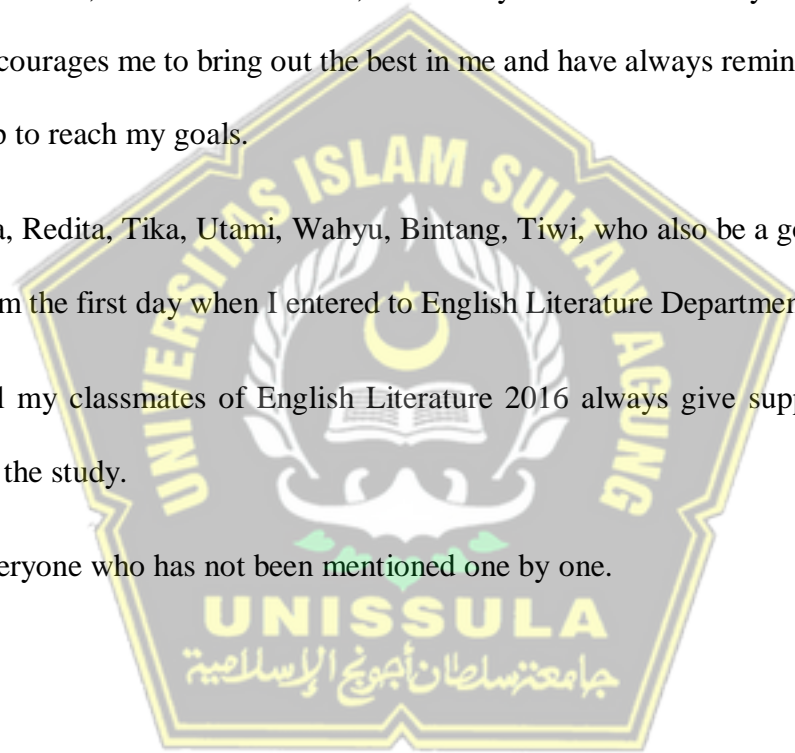 courages me to bring out the best in me and have always remin
to reach my goals.
a, Redita, Tika, Utami, Wahyu, Bintang, Tiwi, who also be a go
m the first day when I entered to English Literature Departmen
l my classmates of English Literature 2016 always give supp
the study.
eryone who has not been mentioned one by one.
UNIVERSITAS ISLAM SULTAN AGUNG
UNISSULA
جامعة سلطان أجونج الإسلامية